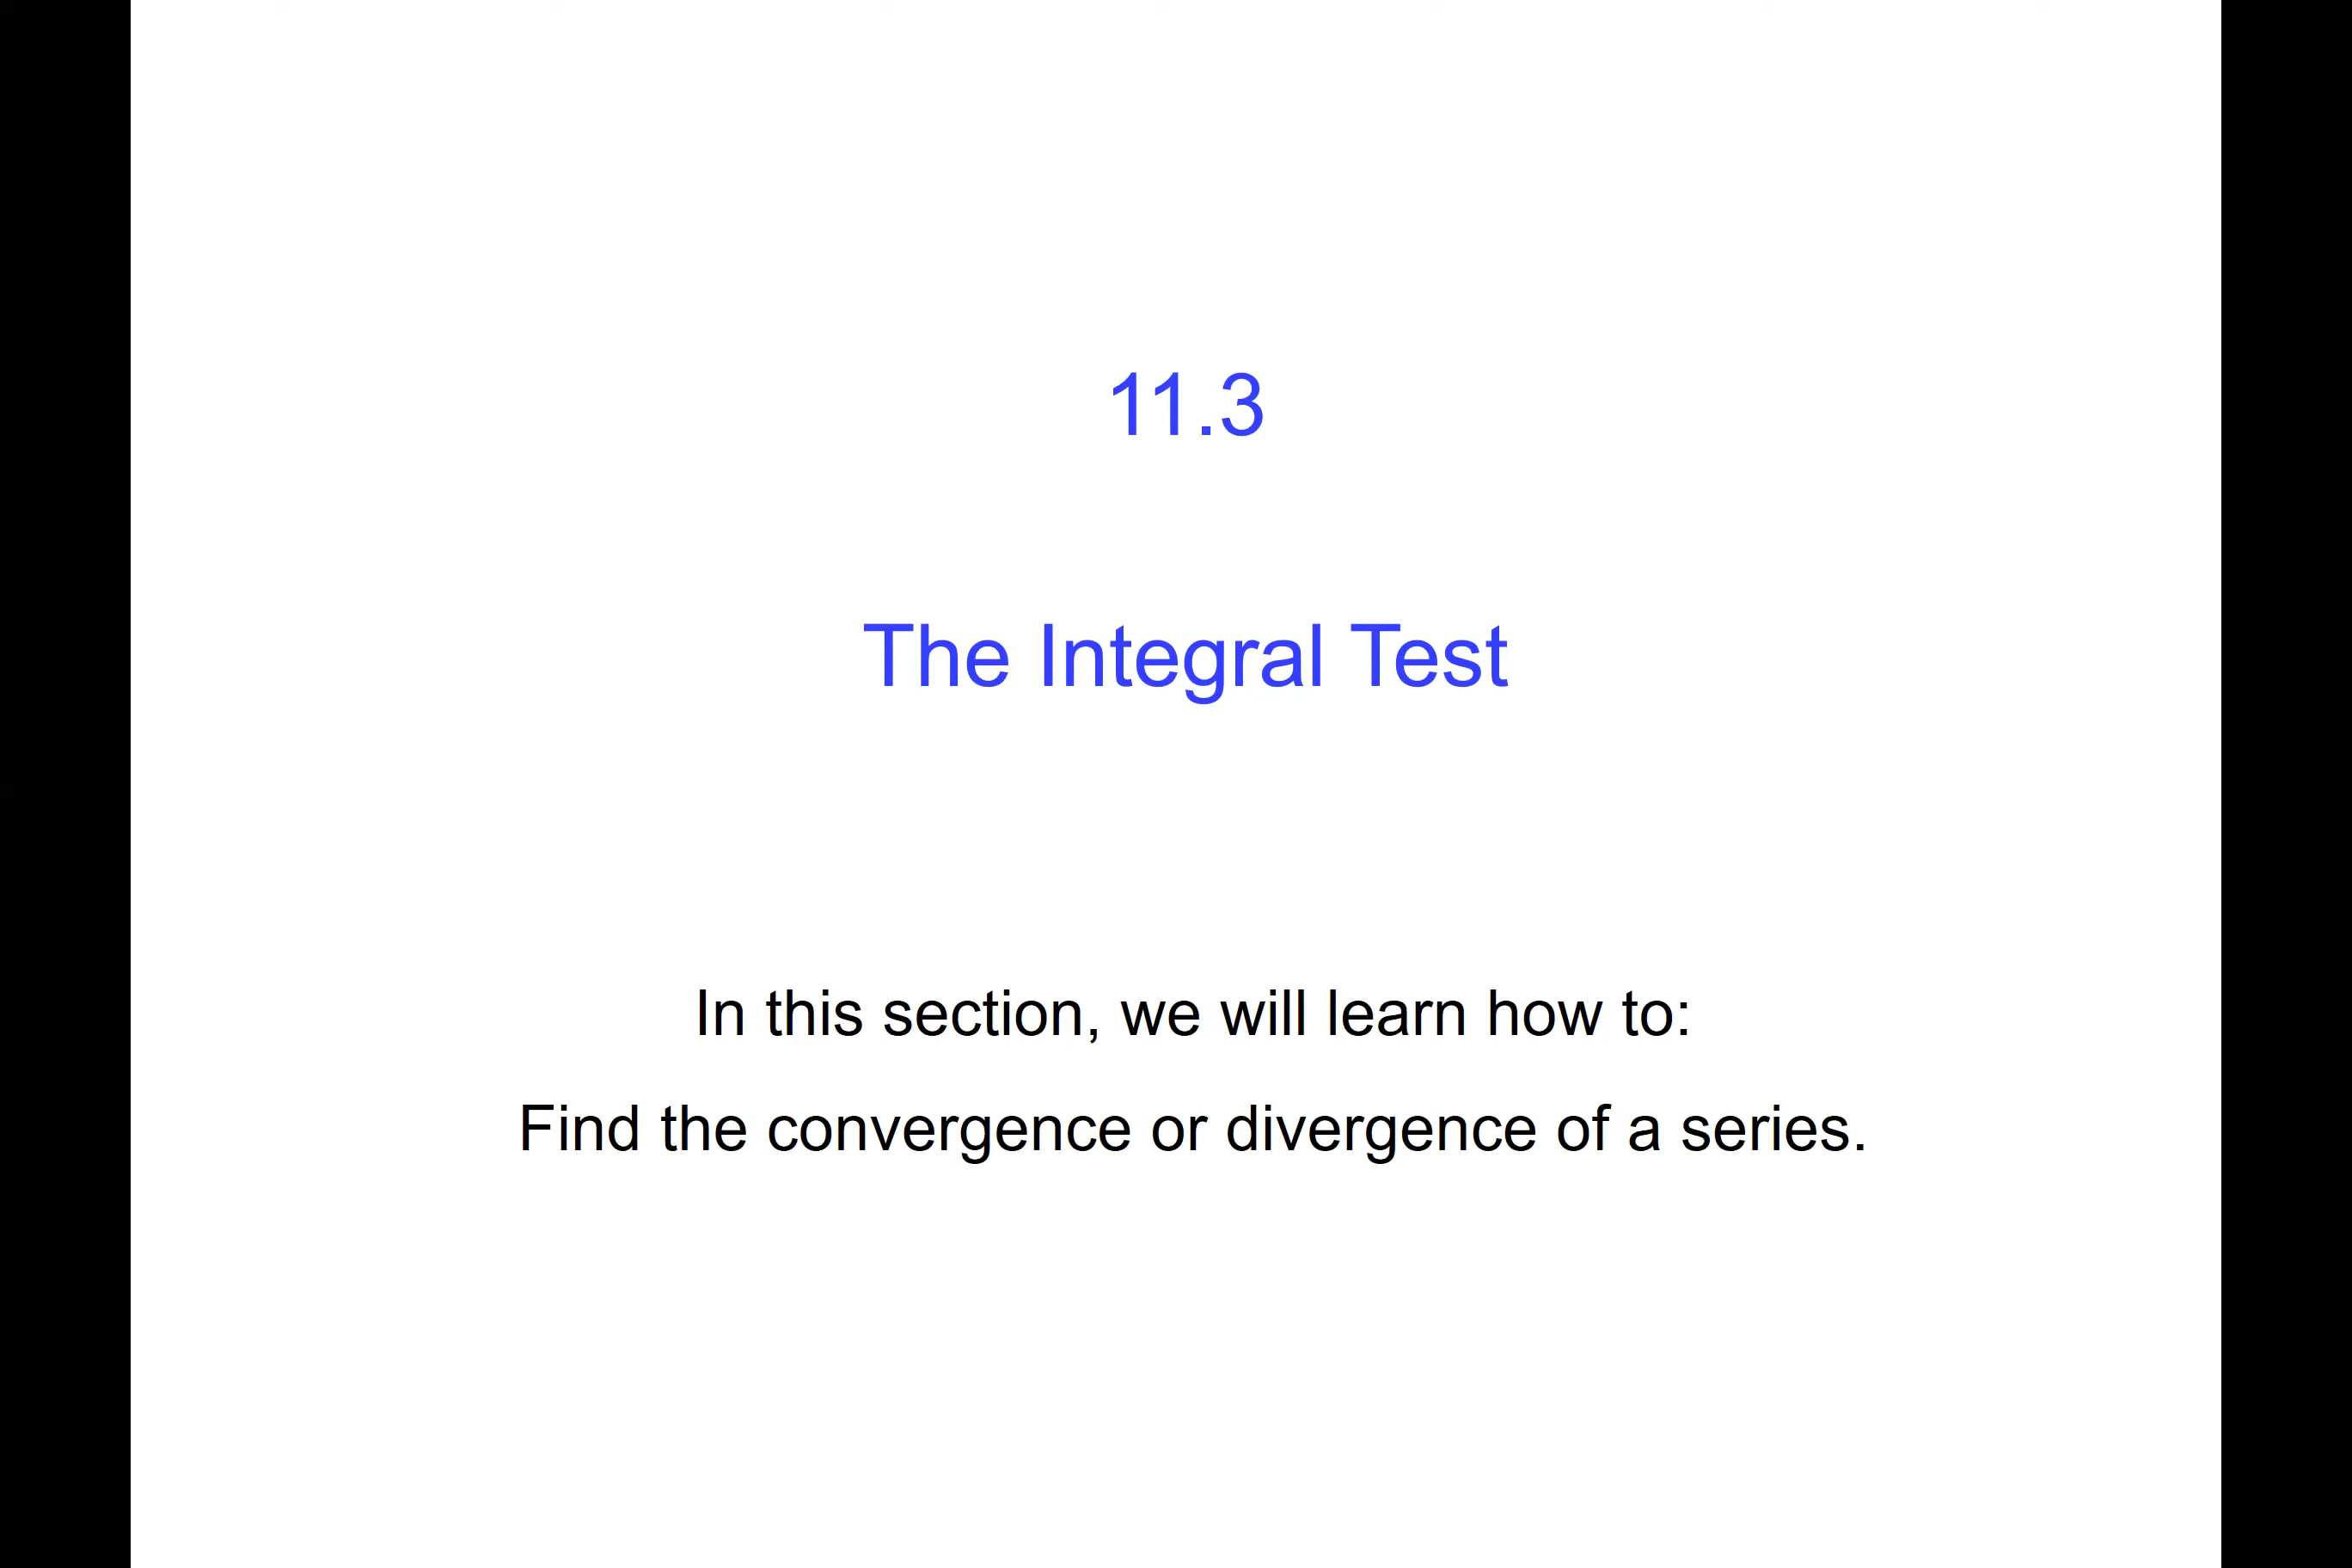 11.3
The Integral Test
In this section, we will learn how to:
Find the convergence or divergence of a series.